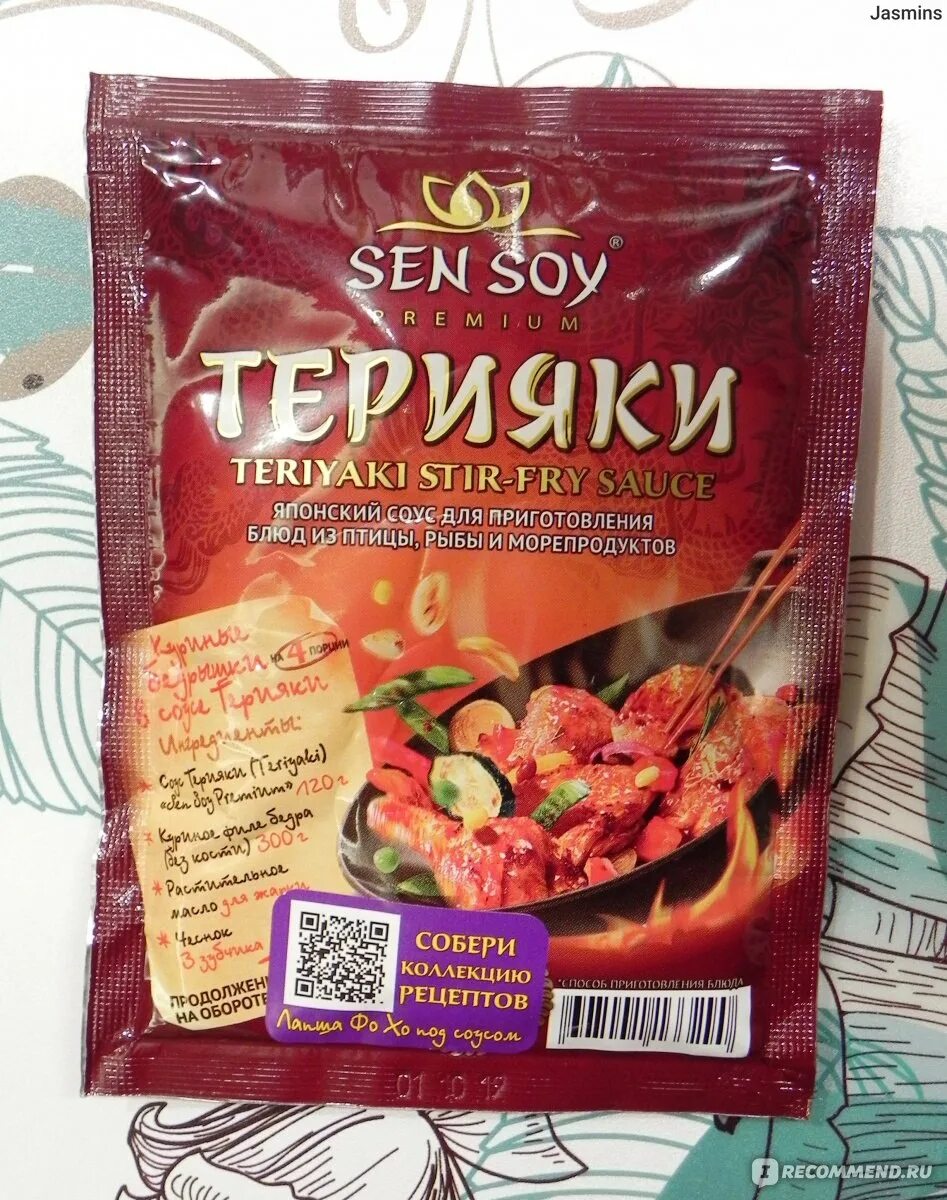 Jasmins
SEN SOY®
PREMIUM
ТЕРИЯКИ
TERIYAKI STIR-FRY SAUCE
ЯПОНСКИЙ СОУС ДЛЯ ПРИГОТОВЛЕНИЯ
БЛЮД ИЗ ПТИЦЫ, РЫБЫ И МОРЕПРОДУКТОВ
Куриные
бедрышки на 4 порции
в соусе Терияки
Ингредиенты:
* Соус Терияки (Teriyaki)
«Sen Soy Premium» 120 г
* Куриное филе бедра
(без кости) 300 г
* Растительное
масло для жарки
* Чеснок
3 зубчика
ПРОДОЛЖЕНИ
НА ОБОРОТЕ
СОБЕРИ
КОЛЛЕКЦИЮ
РЕЦЕПТОВ
Лапша Фо Хо под соусом
*СПОСОБ ПРИГОТОВЛЕНИЯ БЛЮДА
01 10 19
IRECOMMEND.RU